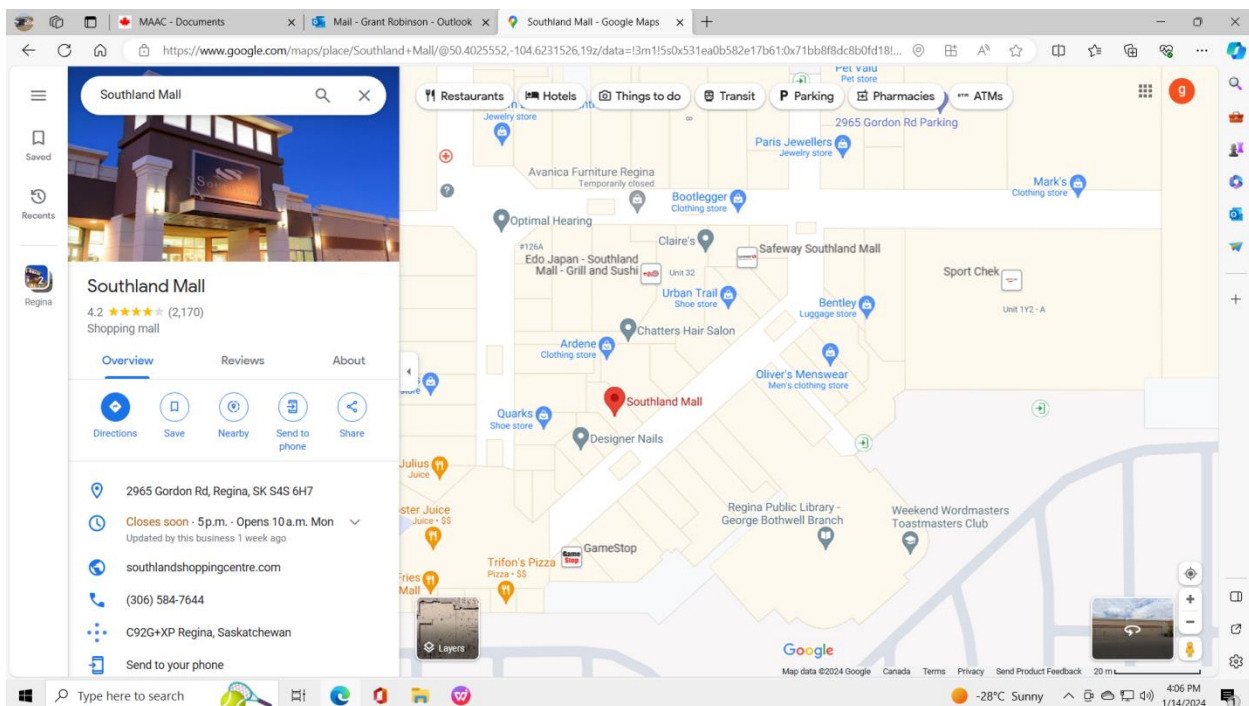 MAAC - Documents
Mail - Grant Robinson - Outlook
Southland Mall - Google Maps
https://www.google.com/maps/place/Southland+Mall/@50.4025552,-104.6231526,19z/data=!3m1!5s0x531ea0b582e17b61:0x71bb8f8dc8b0fd18!...
Southland Mall
Saved
Recents
Regina
Southland Mall
4.2 (2,170)
Shopping mall
Overview
Reviews
About
Directions
Save
Nearby
Send to
phone
Share
2965 Gordon Rd, Regina, SK S4S 6H7
Closes soon · 5 p.m. · Opens 10 a.m. Mon
Updated by this business 1 week ago
southlandshoppingcentre.com
(306) 584-7644
C92G+XP Regina, Saskatchewan
Send to your phone
Restaurants
Hotels
Things to do
Transit
P Parking
Pharmacies
ATMs
g
Pet Valu
Pet store
Jewelry store
2965 Gordon Rd Parking
Paris Jewellers
Jewelry store
Avanica Furniture Regina
Temporarily closed
Mark's
Clothing store
Bootlegger
Clothing store
Optimal Hearing
#126A
Claire's
Safeway Southland Mall
Edo Japan - Southland
Mall - Grill and Sushi
Unit 32
Sport Chek
Unit 1Y2 - A
Urban Trail
Shoe store
Bentley
Luggage store
Chatters Hair Salon
Ardene
Clothing store
Oliver's Menswear
Men's clothing store
Southland Mall
Quarks
Shoe store
Designer Nails
Julius
Juice
ster Juice
Juice · $$
Regina Public Library -
George Bothwell Branch
Weekend Wordmasters
Toastmasters Club
Game
Stop
GameStop
Trifon's Pizza
Pizza · $$
Fries
Mall
Layers
Google
Map data ©2024 Google
Canada
Terms
Privacy
Send Product Feedback
20 m
Type here to search
-28°C Sunny
4:06 PM
1/14/2024